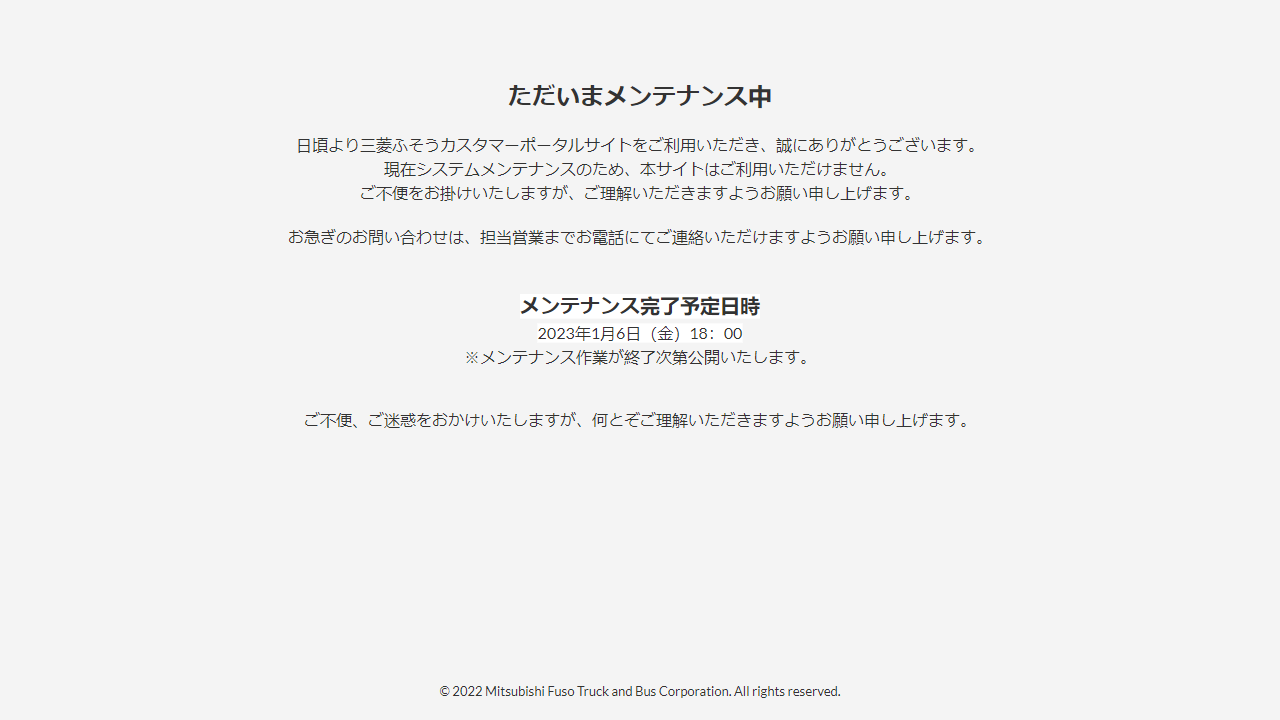 ただいまメンテナンス中
日頃より三菱ふそうカスタマーポータルサイトをご利用いただき、誠にありがとうございます。
現在システムメンテナンスのため、本サイトはご利用いただけません。
ご不便をお掛けいたしますが、ご理解いただきますようお願い申し上げます。
お急ぎのお問い合わせは、担当営業までお電話にてご連絡いただけますようお願い申し上げます。
メンテナンス完了予定日時
2023年1月6日（金）18：00
※メンテナンス作業が終了次第公開いたします。
ご不便、ご迷惑をおかけいたしますが、何とぞご理解いただきますようお願い申し上げます。
© 2022 Mitsubishi Fuso Truck and Bus Corporation. All rights reserved.